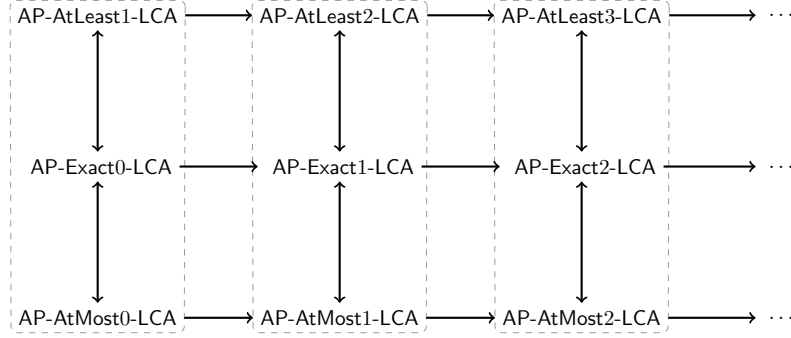 AP-AtLeast1-LCA AP-AtLeast2-LCA AP-AtLeast3-LCA ...
AP-Exact0-LCA AP-Exact1-LCA AP-Exact2-LCA ...
AP-AtMost0-LCA AP-AtMost1-LCA AP-AtMost2-LCA ...